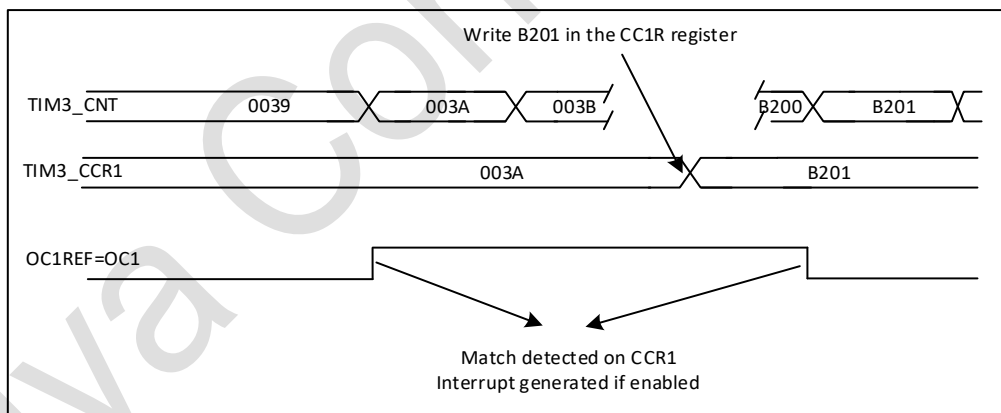 Write B201 in the CC1R register
TIM3_CNT 0039 003A 003B B200 B201
TIM3_CCR1 003A B201
OC1REF=OC1
Match detected on CCR1
Interrupt generated if enabled